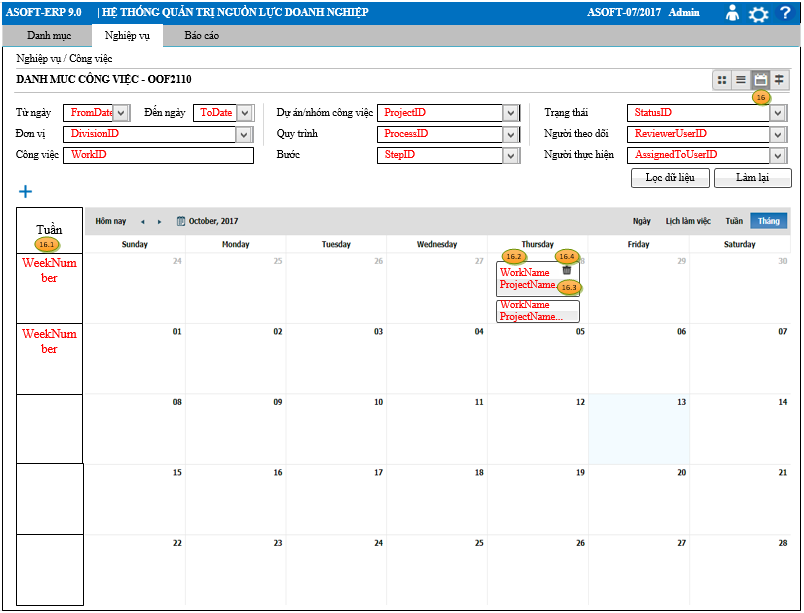 ASOFT-ERP 9.0 | HỆ THỐNG QUẢN TRỊ NGUỒN LỰC DOANH NGHIỆP ASOFT-07/2017 Admin ?
Danh mục Nghiệp vụ Báo cáo
Nghiệp vụ / Công việc
DANH MUC CÔNG VIỆC - OOF2110
16
Từ ngày FromDate Đến ngày ToDate Dự án/nhóm công việc ProjectID Trạng thái StatusID
Đơn vị DivisionID Quy trình ProcessID Người theo dõi ReviewerUserID
Công việc WorkID Bước StepID Người thực hiện AssignedToUserID
Lọc dữ liệu Làm lại
+
Tuần Hôm nay October, 2017 Ngày Lịch làm việc Tuần Tháng
16.1 Sunday Monday Tuesday Wednesday Thursday Friday Saturday
16.2 16.4
WeekNum
ber
24 25 26 27 28 29 30
WorkName
ProjectName... 16.3
WorkName
ProjectName...
WeekNum
ber
01 02 03 04 05 06 07
08 09 10 11 12 13 14
15 16 17 18 19 20 21
22 23 24 25 26 27 28